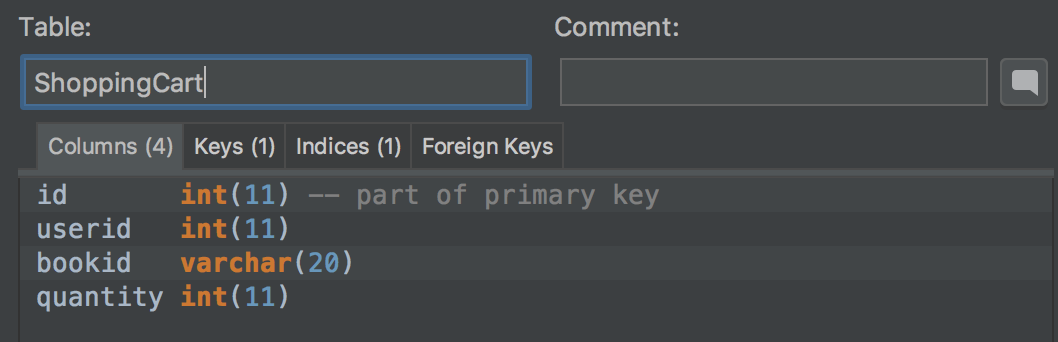 Table: Comment:
ShoppingCart
Columns (4) Keys (1) Indices (1) Foreign Keys
id int(11) -- part of primary key
userid int(11)
bookid varchar(20)
quantity int(11)